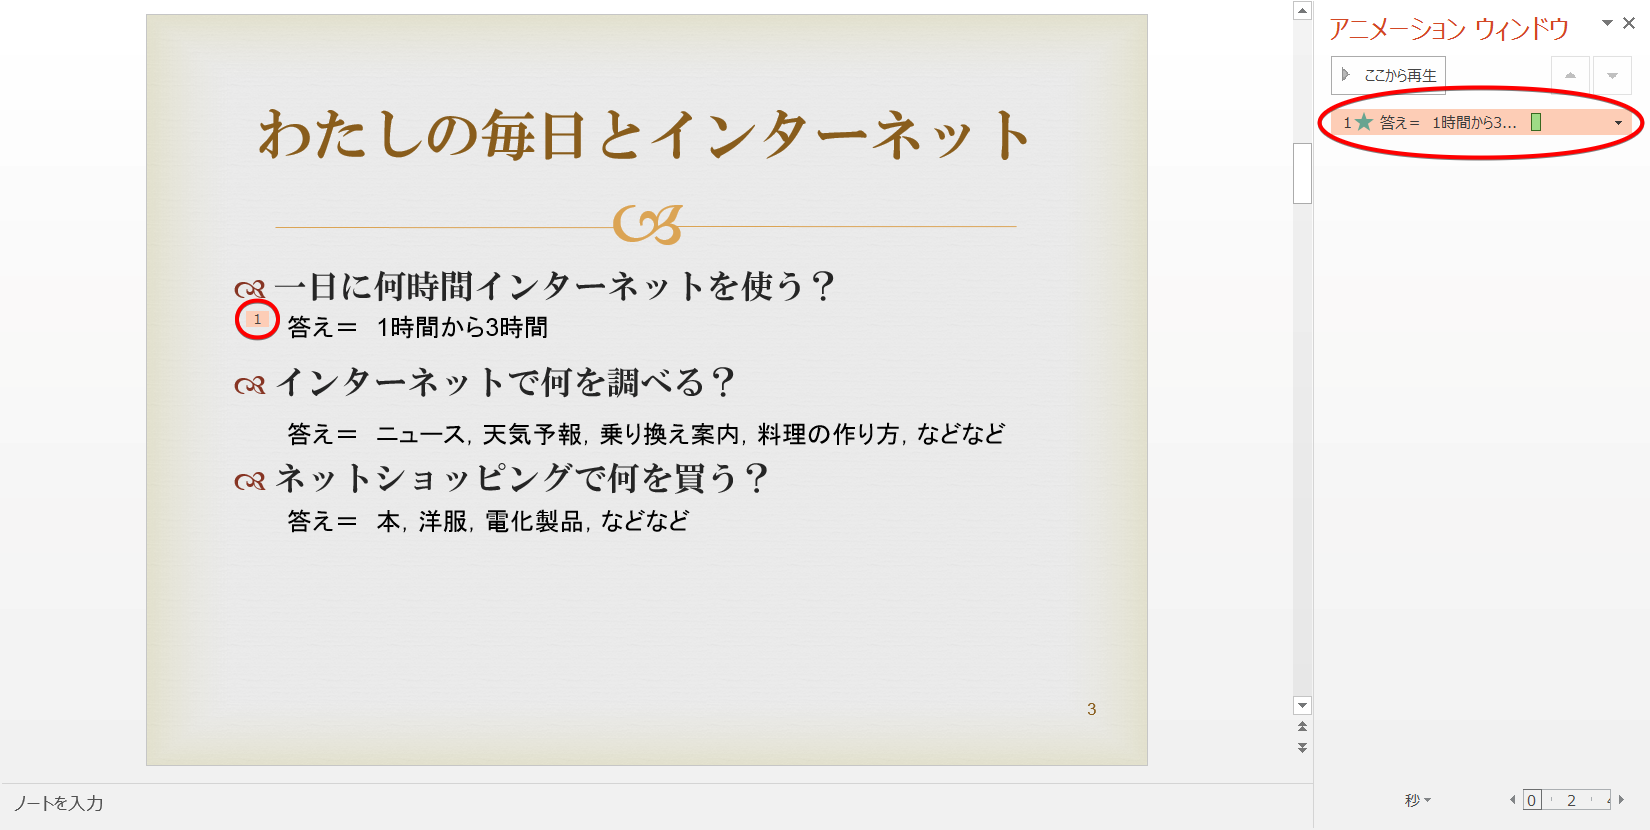 わたしの毎日とインターネット
一日に何時間インターネットを使う？
1
答え＝　1時間から3時間
インターネットで何を調べる？
答え＝　ニュース，天気予報，乗り換え案内，料理の作り方，などなど
ネットショッピングで何を買う？
答え＝　本，洋服，電化製品，などなど
3
ノートを入力
アニメーション ウィンドウ
ここから再生
1 答え＝　1時間から3...
秒
0 2